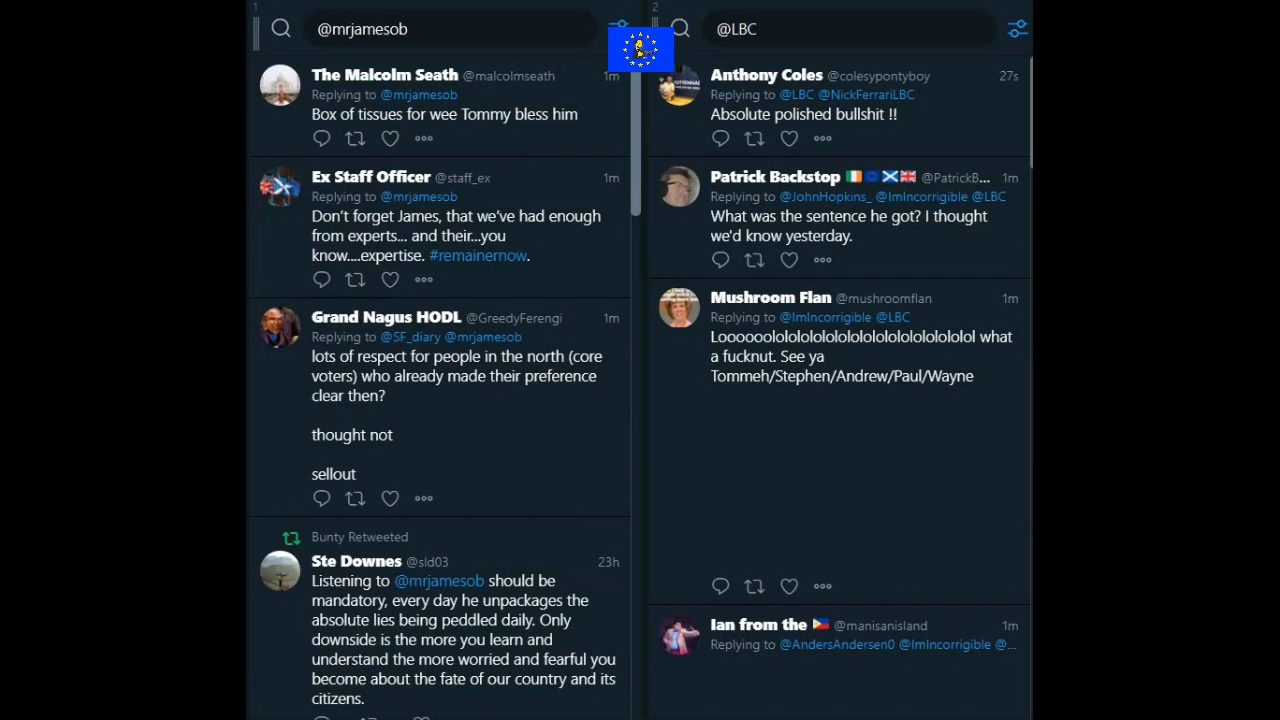 1
@mrjamesob
The Malcolm Seath @malcolmseath 1m
Replying to @mrjamesob
Box of tissues for wee Tommy bless him
Ex Staff Officer @staff_ex 1m
Replying to @mrjamesob
Don't forget James, that we've had enough
from experts... and their...you
know....expertise. #remainernow.
Grand Nagus HODL @GreedyFerengi 1m
Replying to @SF_diary @mrjamesob
lots of respect for people in the north (core
voters) who already made their preference
clear then?
thought not
sellout
Bunty Retweeted
Ste Downes @sld03 23h
Listening to @mrjamesob should be
mandatory, every day he unpackages the
absolute lies being peddled daily. Only
downside is the more you learn and
understand the more worried and fearful you
become about the fate of our country and its
citizens.
2
@LBC
Anthony Coles @colesypontyboy 27s
Replying to @LBC @NickFerrariLBC
Absolute polished bullshit !!
Patrick Backstop @PatrickB... 1m
Replying to @JohnHopkins_ @ImIncorrigible @LBC
What was the sentence he got? I thought
we'd know yesterday.
Mushroom Flan @mushroomflan 1m
Replying to @ImIncorrigible @LBC
Loooooolololololololololololololololololol what
a fucknut. See ya
Tommeh/Stephen/Andrew/Paul/Wayne
Ian from the @manisanisland 1m
Replying to @AndersAndersen0 @ImIncorrigible @...